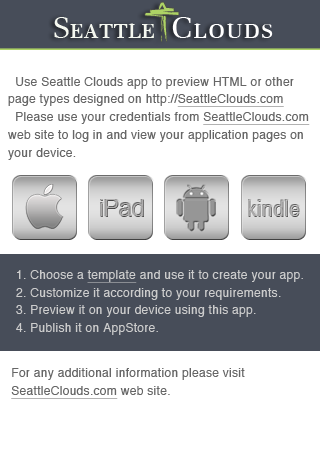 SEATTLE CLOUDS
Use Seattle Clouds app to preview HTML or other
page types designed on http://SeattleClouds.com
Please use your credentials from SeattleClouds.com
web site to log in and view your application pages on
your device.
iPad
kindle
1. Choose a template and use it to create your app.
2. Customize it according to your requirements.
3. Preview it on your device using this app.
4. Publish it on AppStore.
For any additional information please visit
SeattleClouds.com web site.